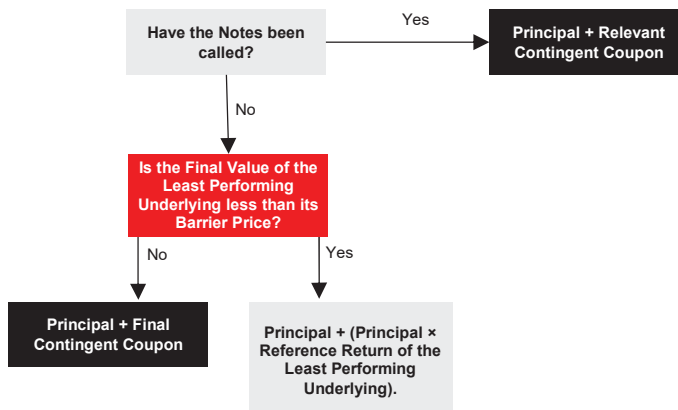 Have the Notes been
called?
Yes
Principal + Relevant
Contingent Coupon
No
Is the Final Value of the
Least Performing
Underlying less than its
Barrier Price?
No
Yes
Principal + Final
Contingent Coupon
Principal + (Principal ×
Reference Return of the
Least Performing
Underlying).